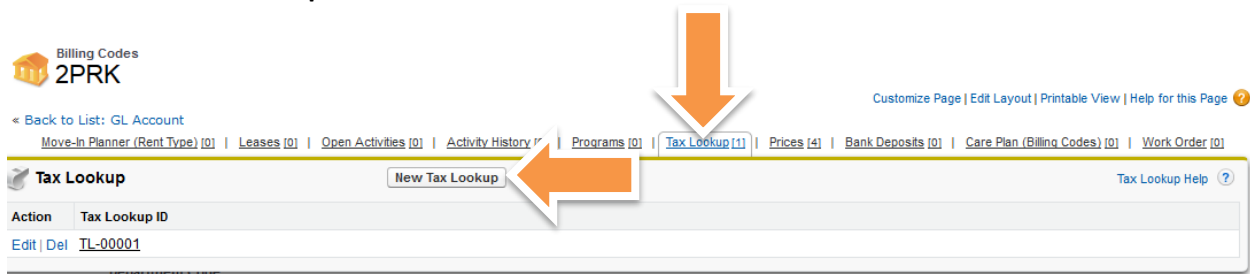 Billing Codes
2PRK
Customize Page | Edit Layout | Printable View | Help for this Page ?
« Back to List: GL Account
Move-In Planner (Rent Type) [0] | Leases [0] | Open Activities [0] | Activity History | Programs [0] | Tax Lookup [1] | Prices [4] | Bank Deposits [0] | Care Plan (Billing Codes) [0] | Work Order [0]
Tax Lookup New Tax Lookup Tax Lookup Help ?
Action Tax Lookup ID
Edit | Del TL-00001